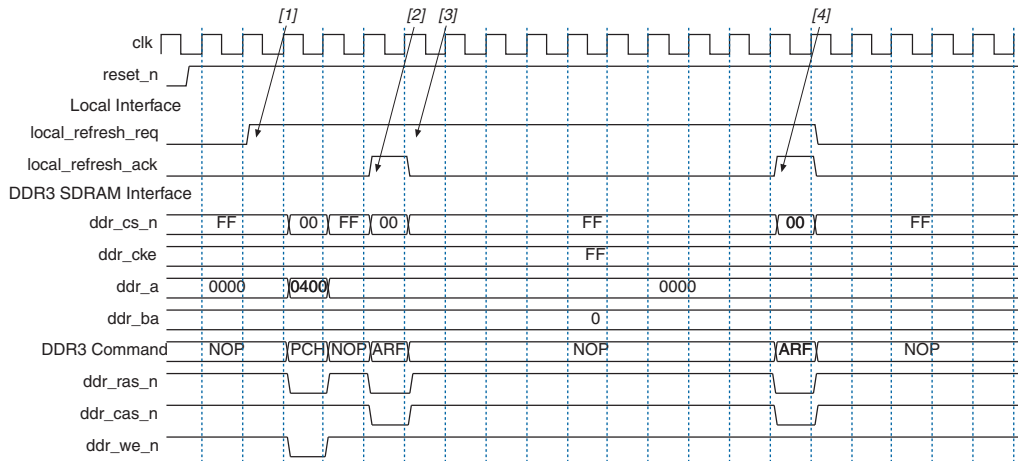 [1] [2] [3] [4]
clk
reset_n
Local Interface
local_refresh_req
local_refresh_ack
DDR3 SDRAM Interface
ddr_cs_n FF 00 FF 00 FF 00 FF
ddr_cke FF
ddr_a 0000 0400 0000
ddr_ba 0
DDR3 Command NOP PCH NOP ARF NOP ARF NOP
ddr_ras_n
ddr_cas_n
ddr_we_n